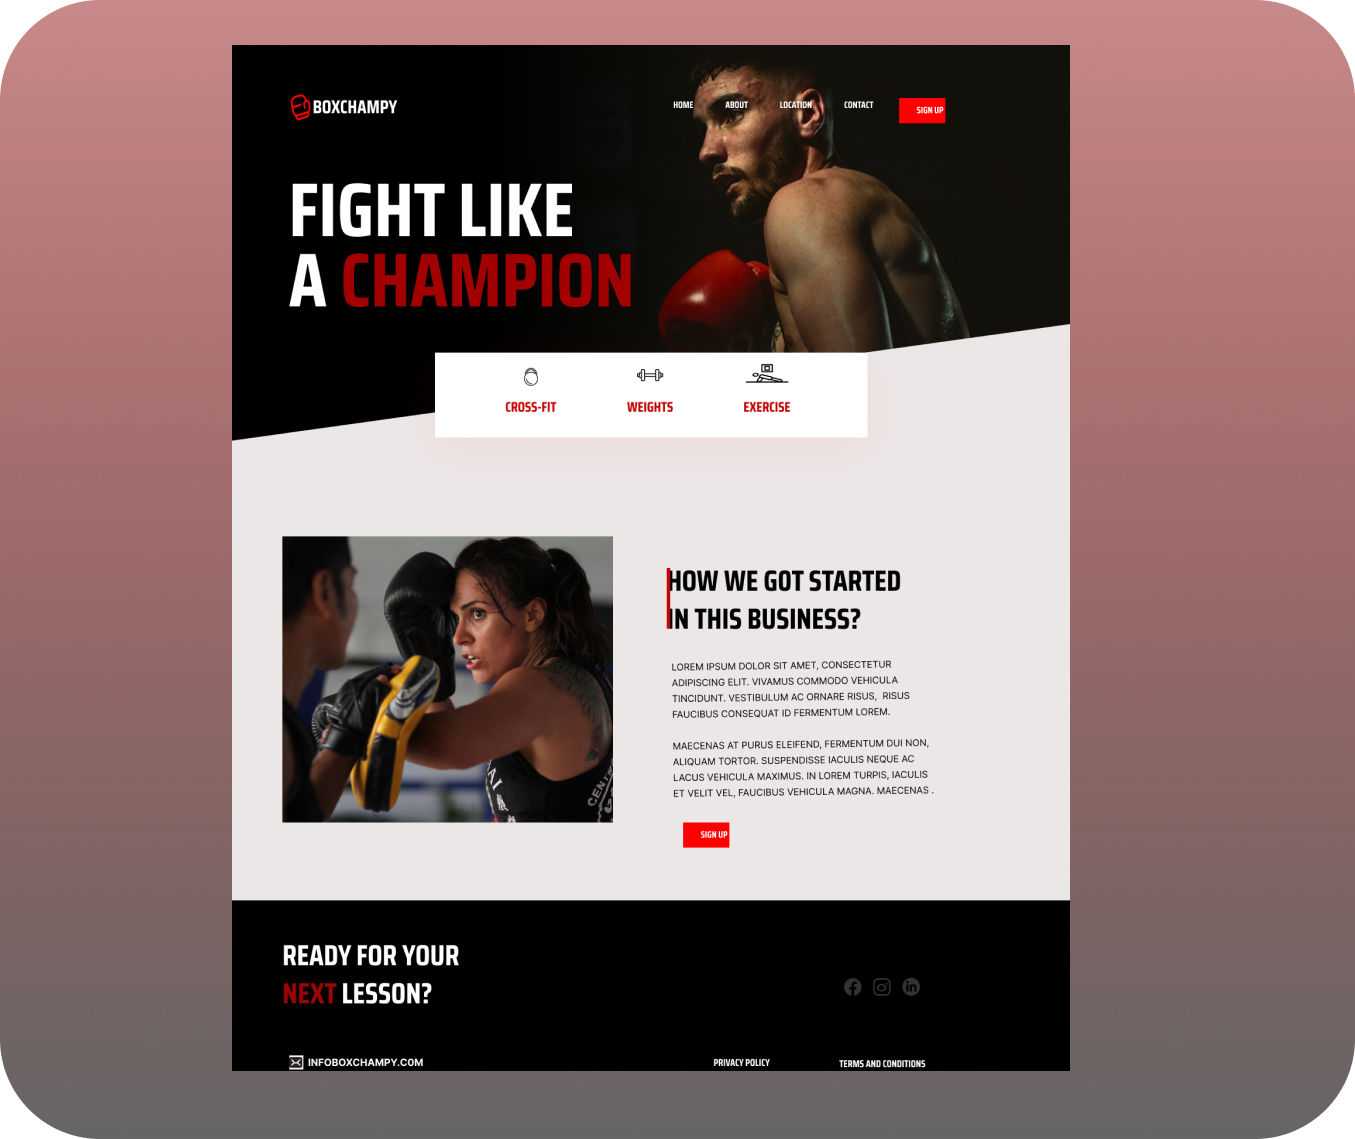 BOXCHAMPY
HOME
ABOUT
LOCATION
CONTACT
SIGN UP
FIGHT LIKE
A CHAMPION
CROSS-FIT
WEIGHTS
EXERCISE
HOW WE GOT STARTED
IN THIS BUSINESS?
LOREM IPSUM DOLOR SIT AMET, CONSECTETUR
ADIPISCING ELIT. VIVAMUS COMMODO VEHICULA
TINCIDUNT. VESTIBULUM AC ORNARE RISUS,  RISUS
FAUCIBUS CONSEQUAT ID FERMENTUM LOREM.
MAECENAS AT PURUS ELEIFEND, FERMENTUM DUI NON,
ALIQUAM TORTOR. SUSPENDISSE IACULIS NEQUE AC
LACUS VEHICULA MAXIMUS. IN LOREM TURPIS, IACULIS
ET VELIT VEL, FAUCIBUS VEHICULA MAGNA. MAECENAS .
SIGN UP
READY FOR YOUR
NEXT LESSON?
in
INFOBOXCHAMPY.COM
PRIVACY POLICY
TERMS AND CONDITIONS